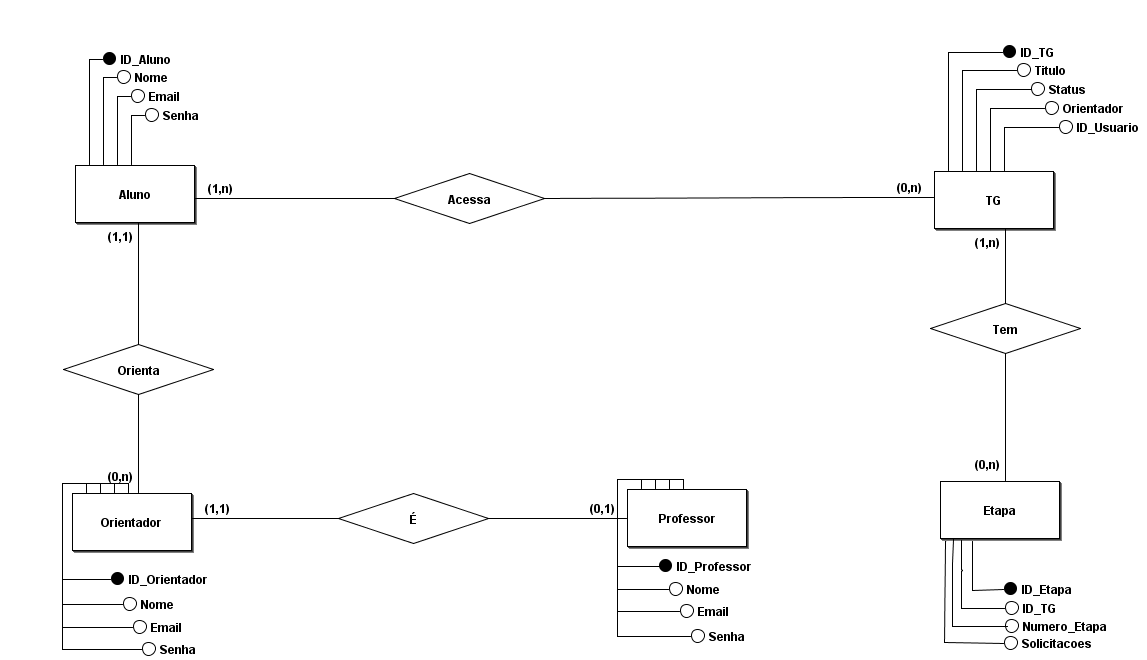 ID_Aluno
Nome
Email
Senha
Aluno
(1,n)
Acessa
(0,n)
ID_TG
Titulo
Status
Orientador
ID_Usuario
TG
(1,1)
(1,n)
Orienta
Tem
(0,n)
(0,n)
Orientador
(1,1)
É
(0,1)
Professor
Etapa
ID_Orientador
Nome
Email
Senha
ID_Professor
Nome
Email
Senha
ID_Etapa
ID_TG
Numero_Etapa
Solicitacoes